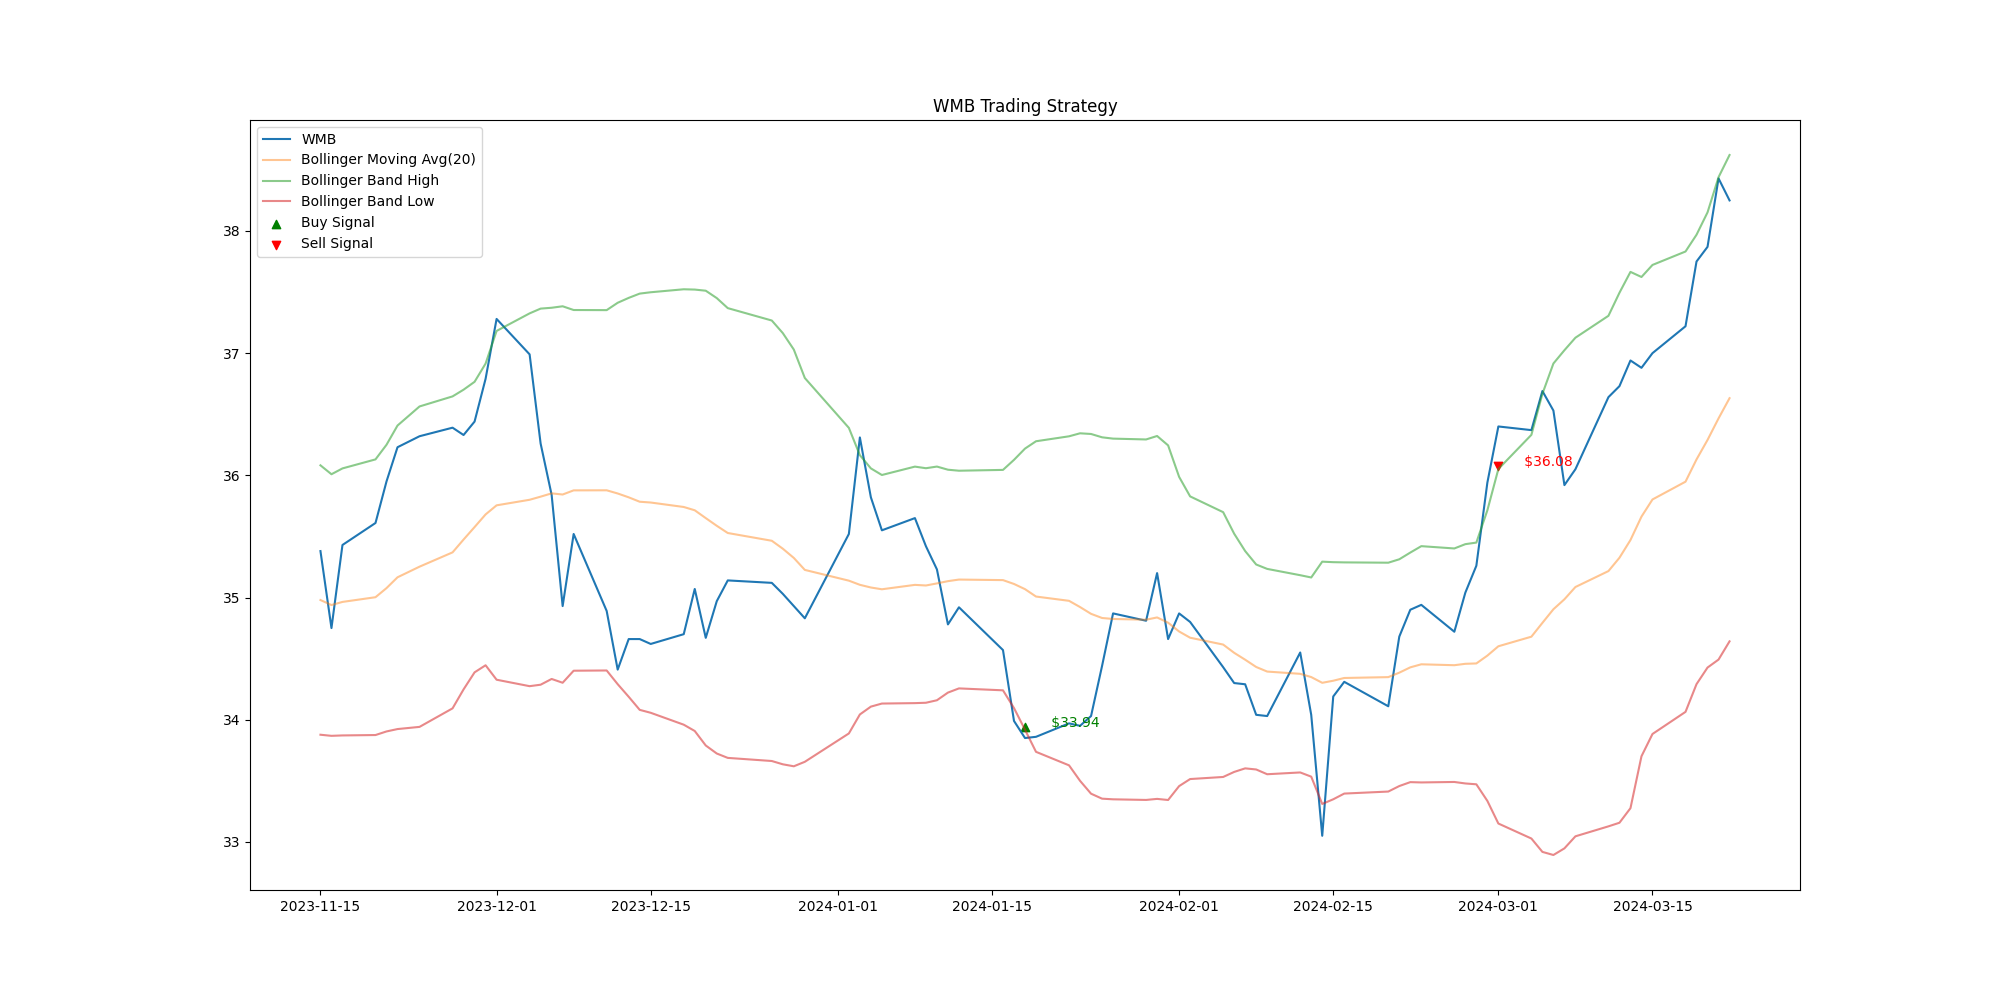 WMB Trading Strategy
WMB
Bollinger Moving Avg(20)
Bollinger Band High
Bollinger Band Low
Buy Signal
Sell Signal
38
37
36
35
34
33
$36.08
$33.94
2023-11-15
2023-12-01
2023-12-15
2024-01-01
2024-01-15
2024-02-01
2024-02-15
2024-03-01
2024-03-15